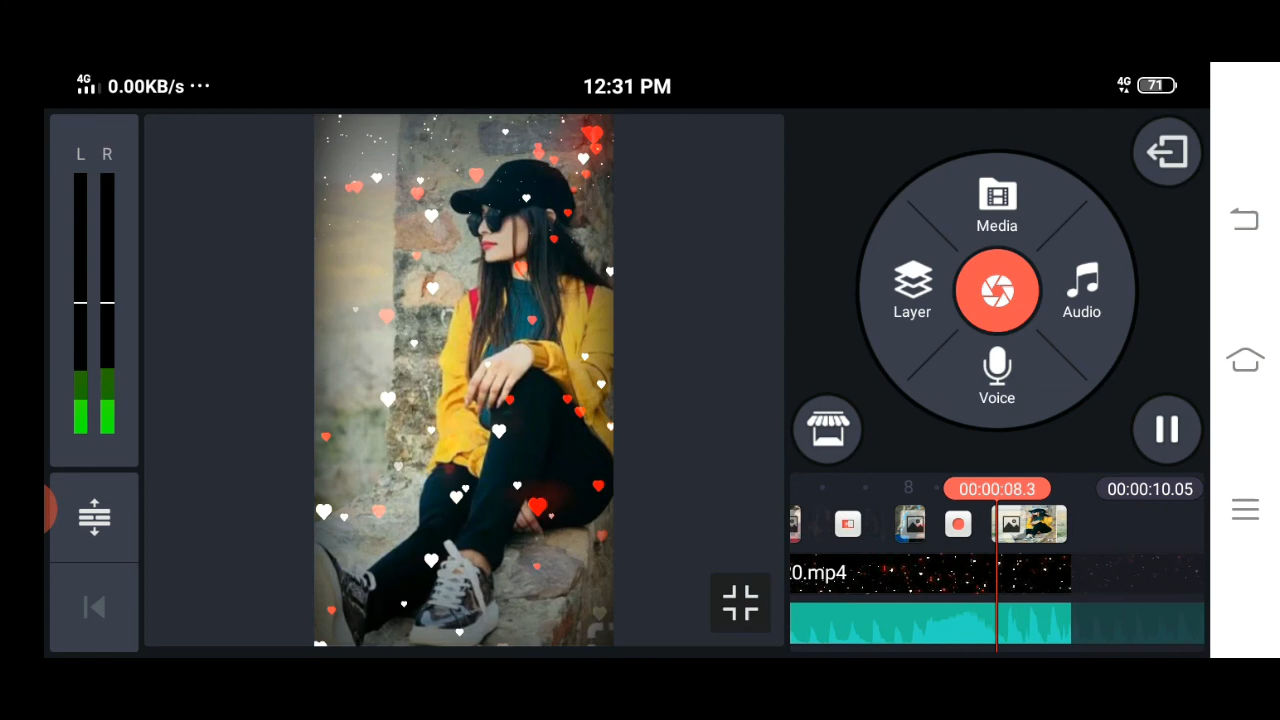 4G 0.00KB/s ... 12:31 PM 4G 71
L R
Media
Layer
Audio
Voice
8 00:00:08.3 00:00:10.05
0.mp4